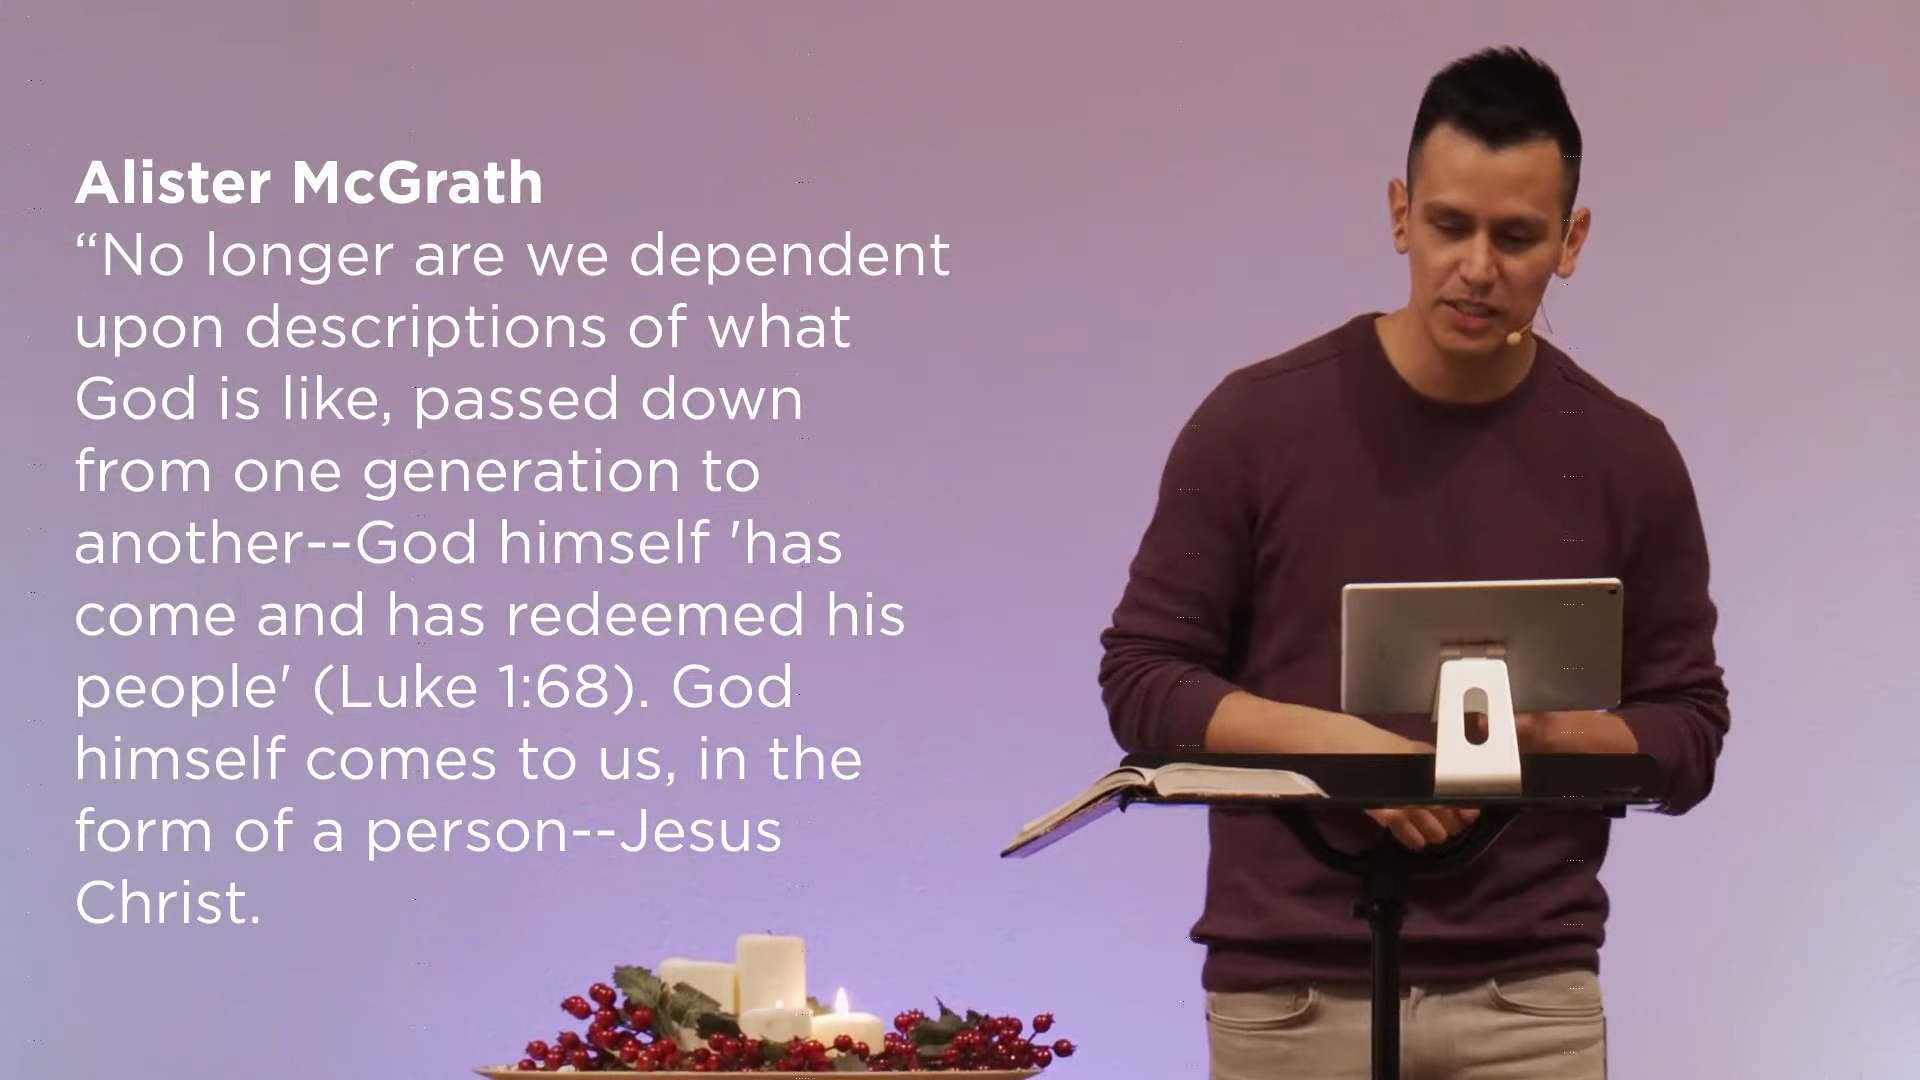 Alister McGrath
“No longer are we dependent
upon descriptions of what
God is like, passed down
from one generation to
another--God himself 'has
come and has redeemed his
people' (Luke 1:68). God
himself comes to us, in the
form of a person--Jesus
Christ.